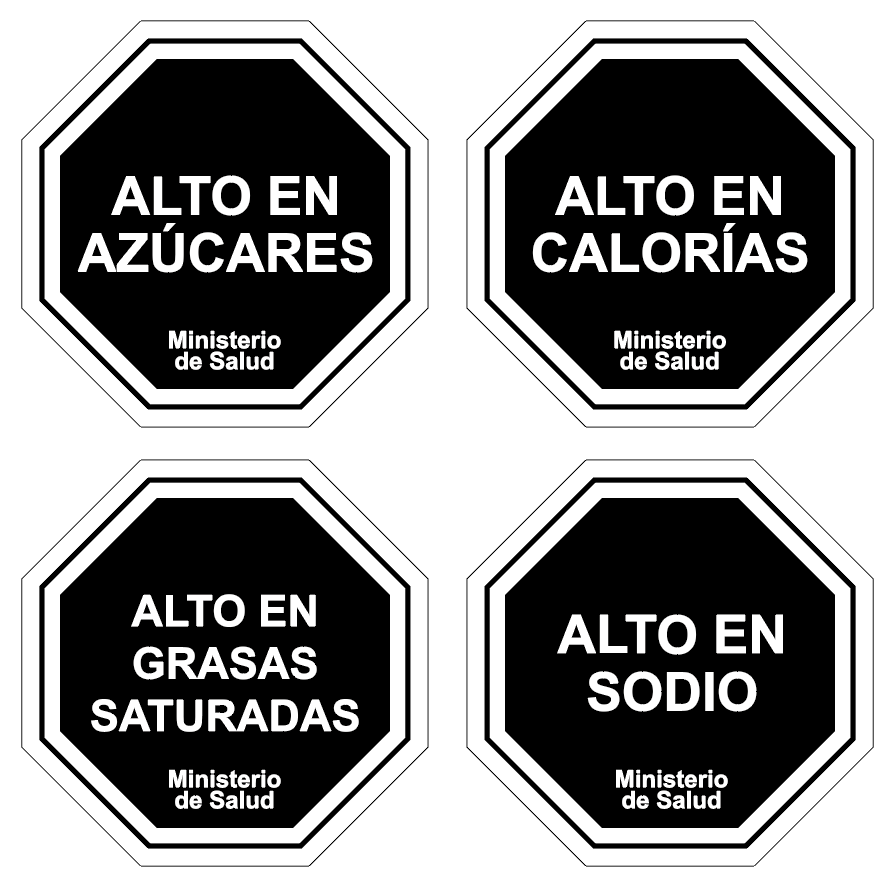 ALTO EN
AZÚCARES
Ministerio
de Salud
ALTO EN
CALORÍAS
Ministerio
de Salud
ALTO EN
GRASAS
SATURADAS
Ministerio
de Salud
ALTO EN
SODIO
Ministerio
de Salud